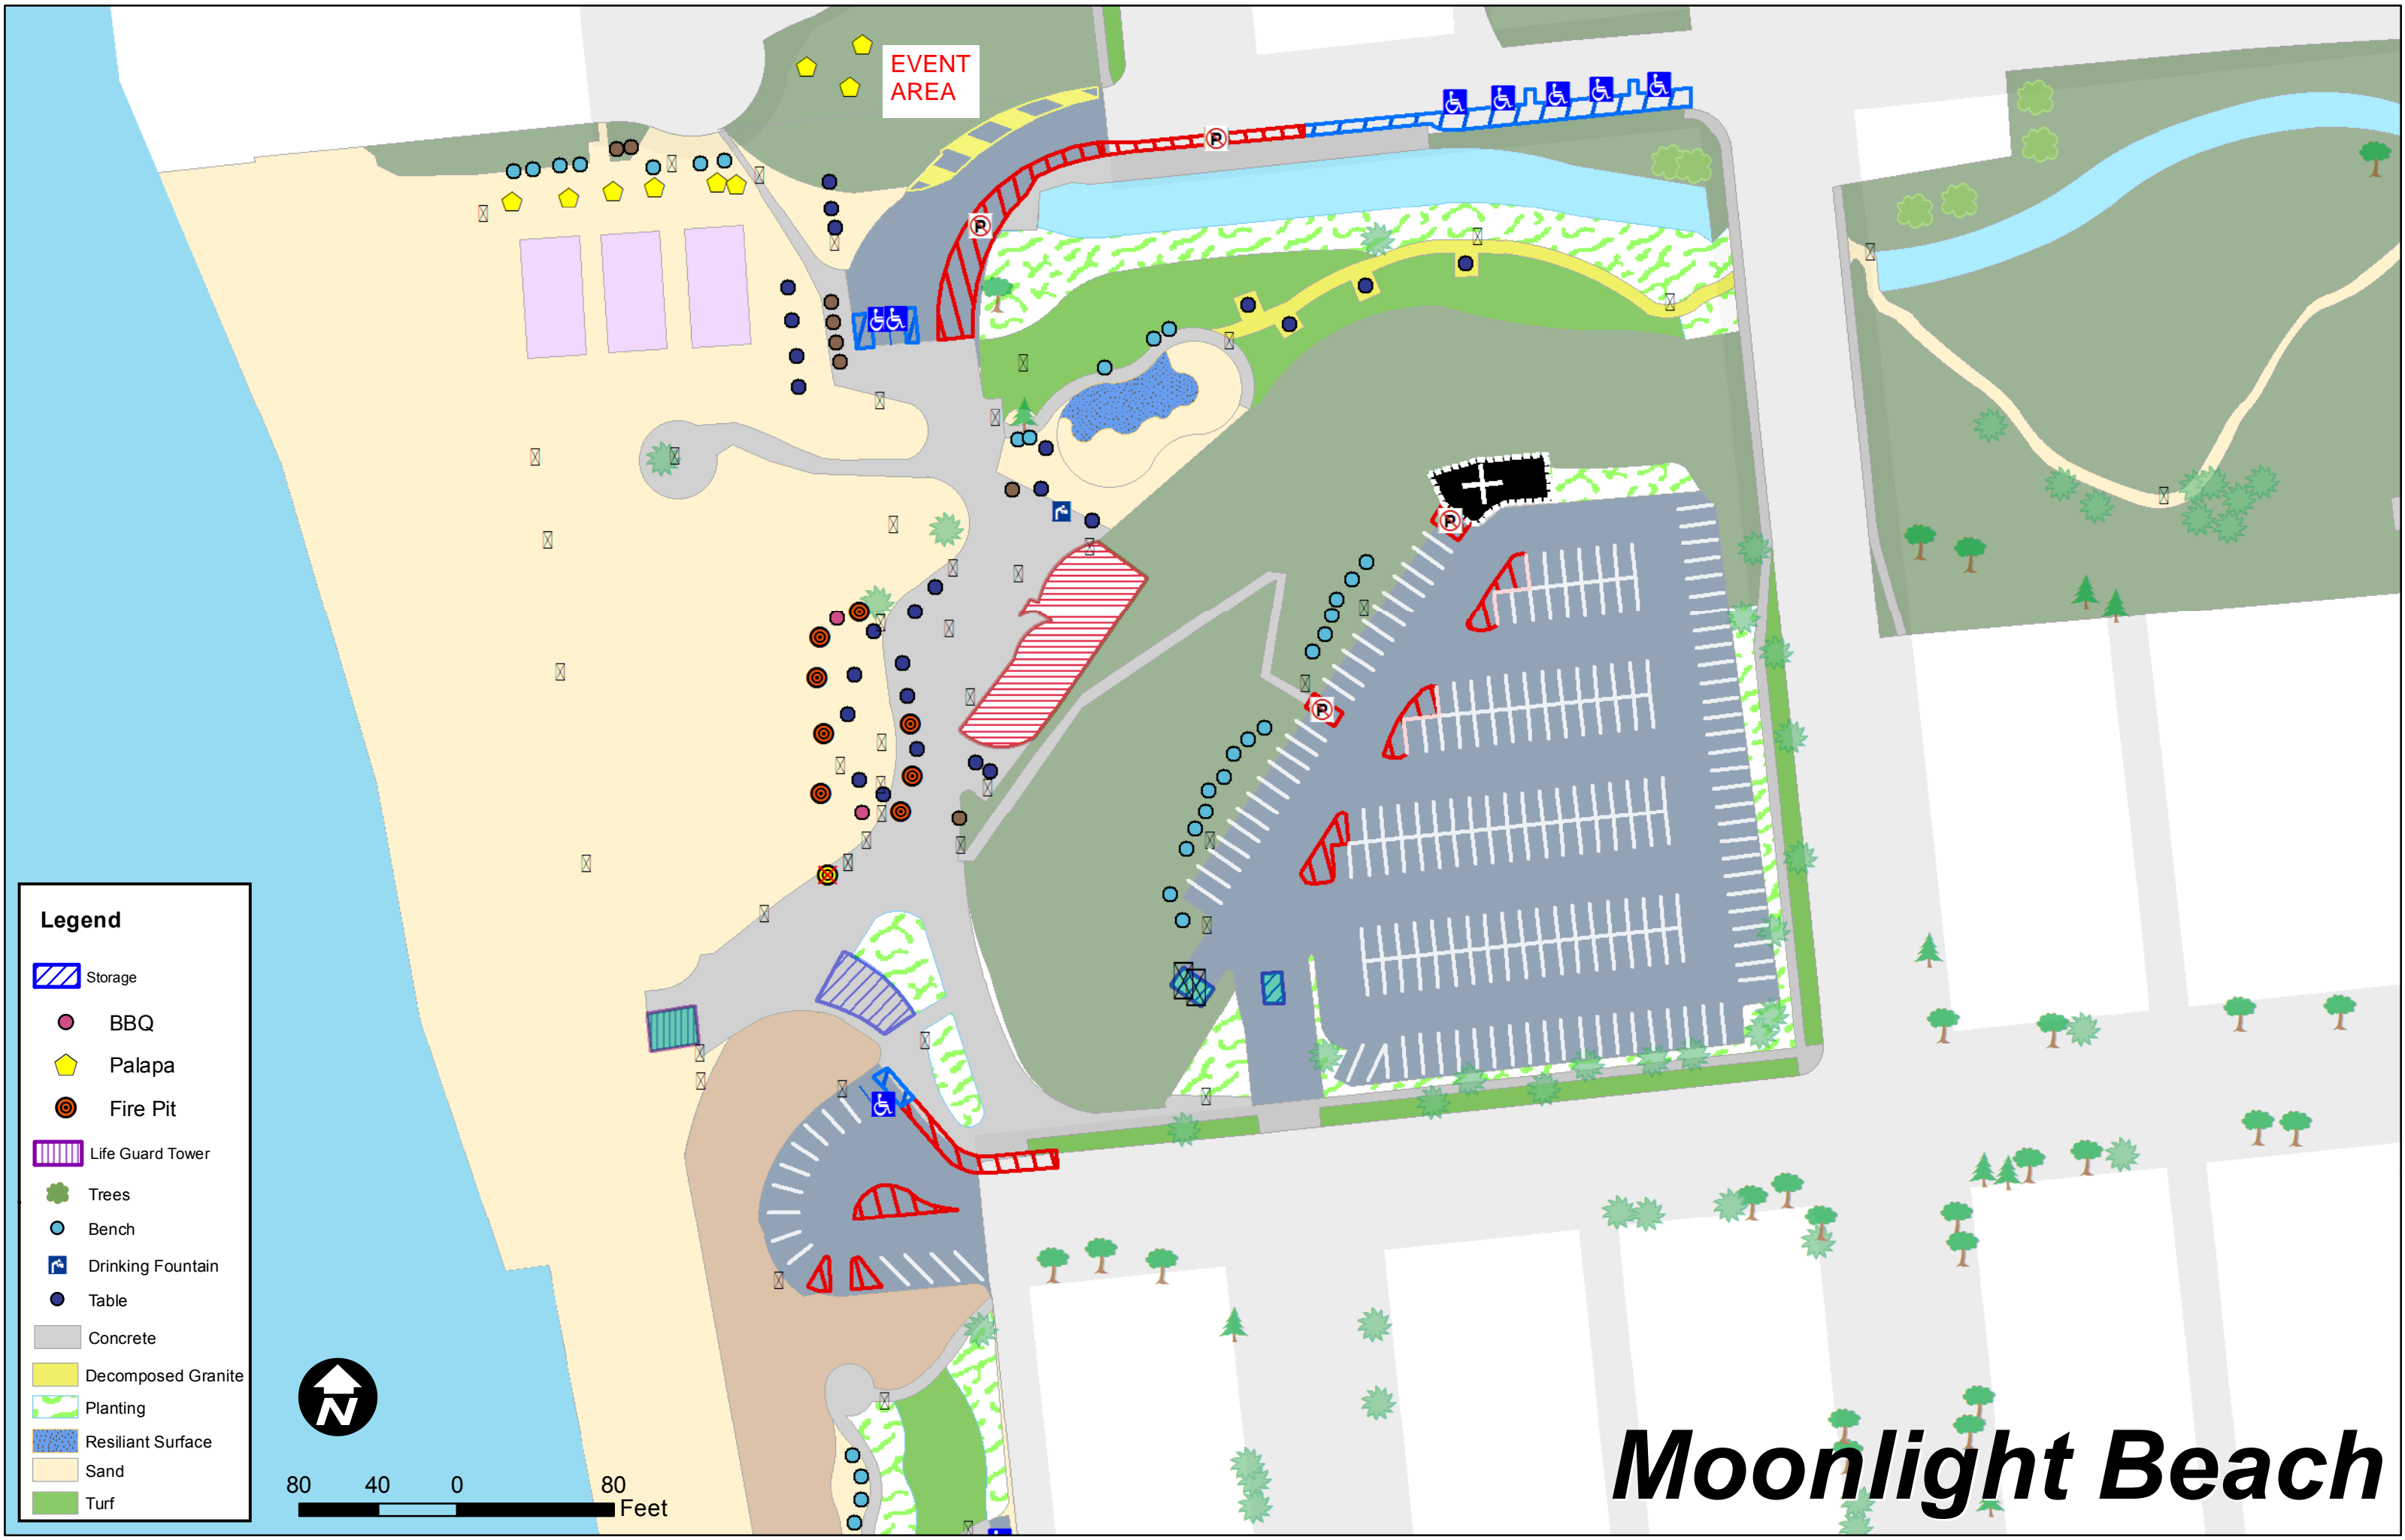 EVENT
AREA
Legend
Storage
BBQ
Palapa
Fire Pit
Life Guard Tower
Trees
Bench
Drinking Fountain
Table
Concrete
Decomposed Granite
Planting
Resiliant Surface
Sand
Turf
N
80 40 0 80
Feet
Moonlight Beach
P
P
P
P